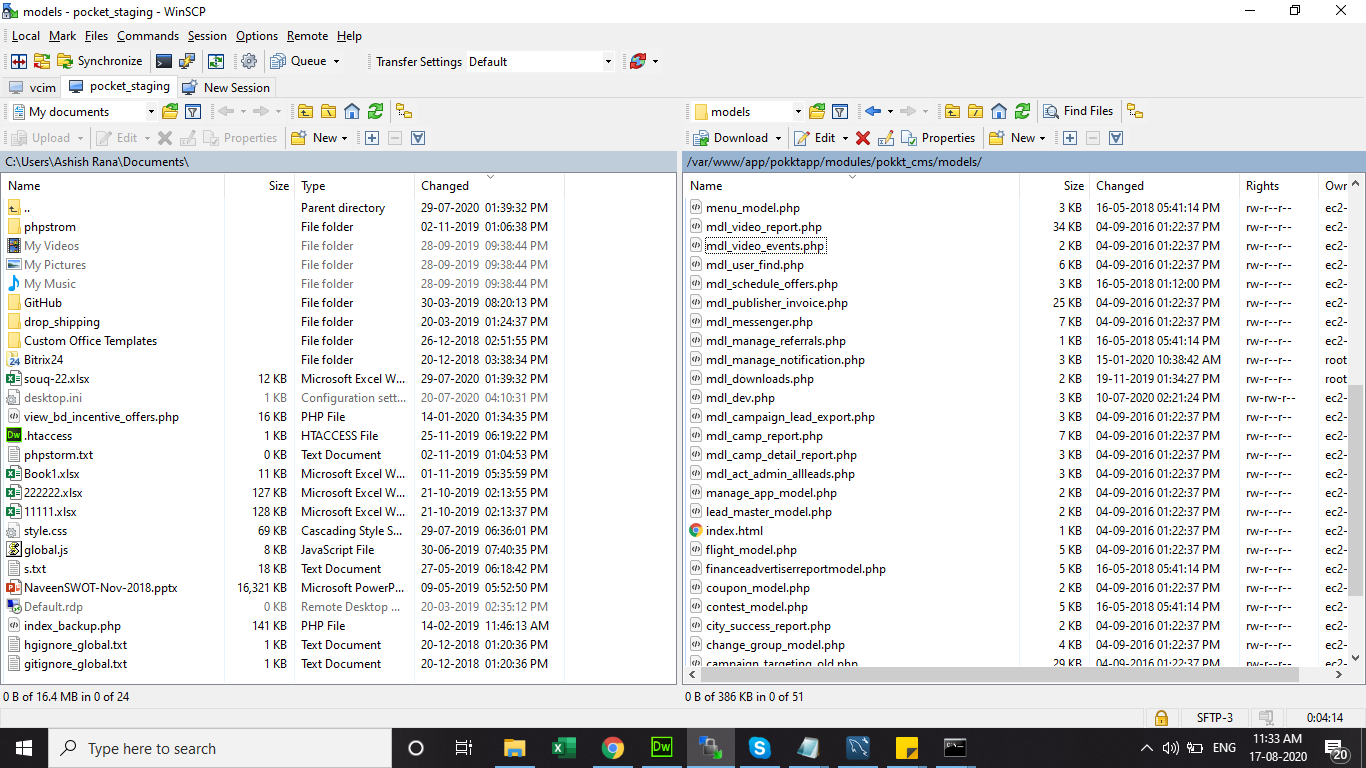 models - pocket_staging - WinSCP
Local Mark Files Commands Session Options Remote Help
Synchronize Queue Transfer Settings Default
vcim pocket_staging New Session
My documents models Find Files
Upload Edit Properties New Download Edit Properties New
C:\Users\Ashish Rana\Documents\ /var/www/app/pokktapp/modules/pokkt_cms/models/
Name Size Type Changed Name Size Changed Rights Owr
.. Parent directory 29-07-2020 01:39:32 PM menu_model.php 3 KB 16-05-2018 05:41:14 PM rw-r--r-- ec2-
phpstrom File folder 02-11-2019 01:06:38 PM mdl_video_report.php 34 KB 04-09-2016 01:22:37 PM rw-r--r-- ec2-
My Videos File folder 28-09-2019 09:38:44 PM mdl_video_events.php 2 KB 04-09-2016 01:22:37 PM rw-r--r-- ec2-
My Pictures File folder 28-09-2019 09:38:44 PM mdl_user_find.php 6 KB 04-09-2016 01:22:37 PM rw-r--r-- ec2-
My Music File folder 28-09-2019 09:38:44 PM mdl_schedule_offers.php 3 KB 16-05-2018 01:12:00 PM rw-r--r-- ec2-
GitHub File folder 30-03-2019 08:20:13 PM mdl_publisher_invoice.php 25 KB 04-09-2016 01:22:37 PM rw-r--r-- ec2-
drop_shipping File folder 20-03-2019 01:24:37 PM mdl_messenger.php 7 KB 04-09-2016 01:22:37 PM rw-r--r-- ec2-
Custom Office Templates File folder 26-12-2018 02:51:55 PM mdl_manage_referrals.php 1 KB 16-05-2018 05:41:14 PM rw-r--r-- ec2-
24 Bitrix24 File folder 20-12-2018 03:38:34 PM mdl_manage_notification.php 3 KB 15-01-2020 10:38:42 AM rw-r--r-- root
souq-22.xlsx 12 KB Microsoft Excel W... 29-07-2020 01:39:32 PM mdl_downloads.php 2 KB 19-11-2019 01:34:27 PM rw-r--r-- root
desktop.ini 1 KB Configuration sett... 20-07-2020 04:10:31 PM mdl_dev.php 3 KB 10-07-2020 02:21:24 PM rw-rw-r-- ec2-
view_bd_incentive_offers.php 16 KB PHP File 14-01-2020 01:34:35 PM mdl_campaign_lead_export.php 3 KB 04-09-2016 01:22:37 PM rw-r--r-- ec2-
Dw .htaccess 1 KB HTACCESS File 25-11-2019 06:19:22 PM mdl_camp_report.php 7 KB 04-09-2016 01:22:37 PM rw-r--r-- ec2-
phpstorm.txt 0 KB Text Document 02-11-2019 01:04:53 PM mdl_camp_detail_report.php 3 KB 04-09-2016 01:22:37 PM rw-r--r-- ec2-
Book1.xlsx 11 KB Microsoft Excel W... 01-11-2019 05:35:59 PM mdl_act_admin_allleads.php 3 KB 04-09-2016 01:22:37 PM rw-r--r-- ec2-
222222.xlsx 127 KB Microsoft Excel W... 21-10-2019 02:13:55 PM manage_app_model.php 2 KB 04-09-2016 01:22:37 PM rw-r--r-- ec2-
11111.xlsx 128 KB Microsoft Excel W... 21-10-2019 02:13:37 PM lead_master_model.php 2 KB 04-09-2016 01:22:37 PM rw-r--r-- ec2-
style.css 69 KB Cascading Style S... 29-07-2019 06:36:01 PM index.html 1 KB 04-09-2016 01:22:37 PM rw-r--r-- ec2-
global.js 8 KB JavaScript File 30-06-2019 07:40:35 PM flight_model.php 5 KB 04-09-2016 01:22:37 PM rw-r--r-- ec2-
s.txt 18 KB Text Document 27-05-2019 06:18:42 PM financeadvertiserreportmodel.php 5 KB 16-05-2018 05:41:14 PM rw-r--r-- ec2-
NaveenSWOT-Nov-2018.pptx 16,321 KB Microsoft PowerP... 09-05-2019 05:52:50 PM coupon_model.php 2 KB 04-09-2016 01:22:37 PM rw-r--r-- ec2-
Default.rdp 0 KB Remote Desktop ... 20-03-2019 02:35:12 PM contest_model.php 5 KB 16-05-2018 05:41:14 PM rw-r--r-- ec2-
index_backup.php 141 KB PHP File 14-02-2019 11:46:13 AM city_success_report.php 2 KB 04-09-2016 01:22:37 PM rw-r--r-- ec2-
hgignore_global.txt 1 KB Text Document 20-12-2018 01:20:36 PM change_group_model.php 4 KB 04-09-2016 01:22:37 PM rw-r--r-- ec2-
gitignore_global.txt 1 KB Text Document 20-12-2018 01:20:36 PM campaign_targeting_old.php 29 KB 04-09-2016 01:22:37 PM rw-r--r-- ec2-
0 B of 16.4 MB in 0 of 24 0 B of 386 KB in 0 of 51
SFTP-3 0:04:14
Type here to search Dw ENG 11:33 AM
17-08-2020 20